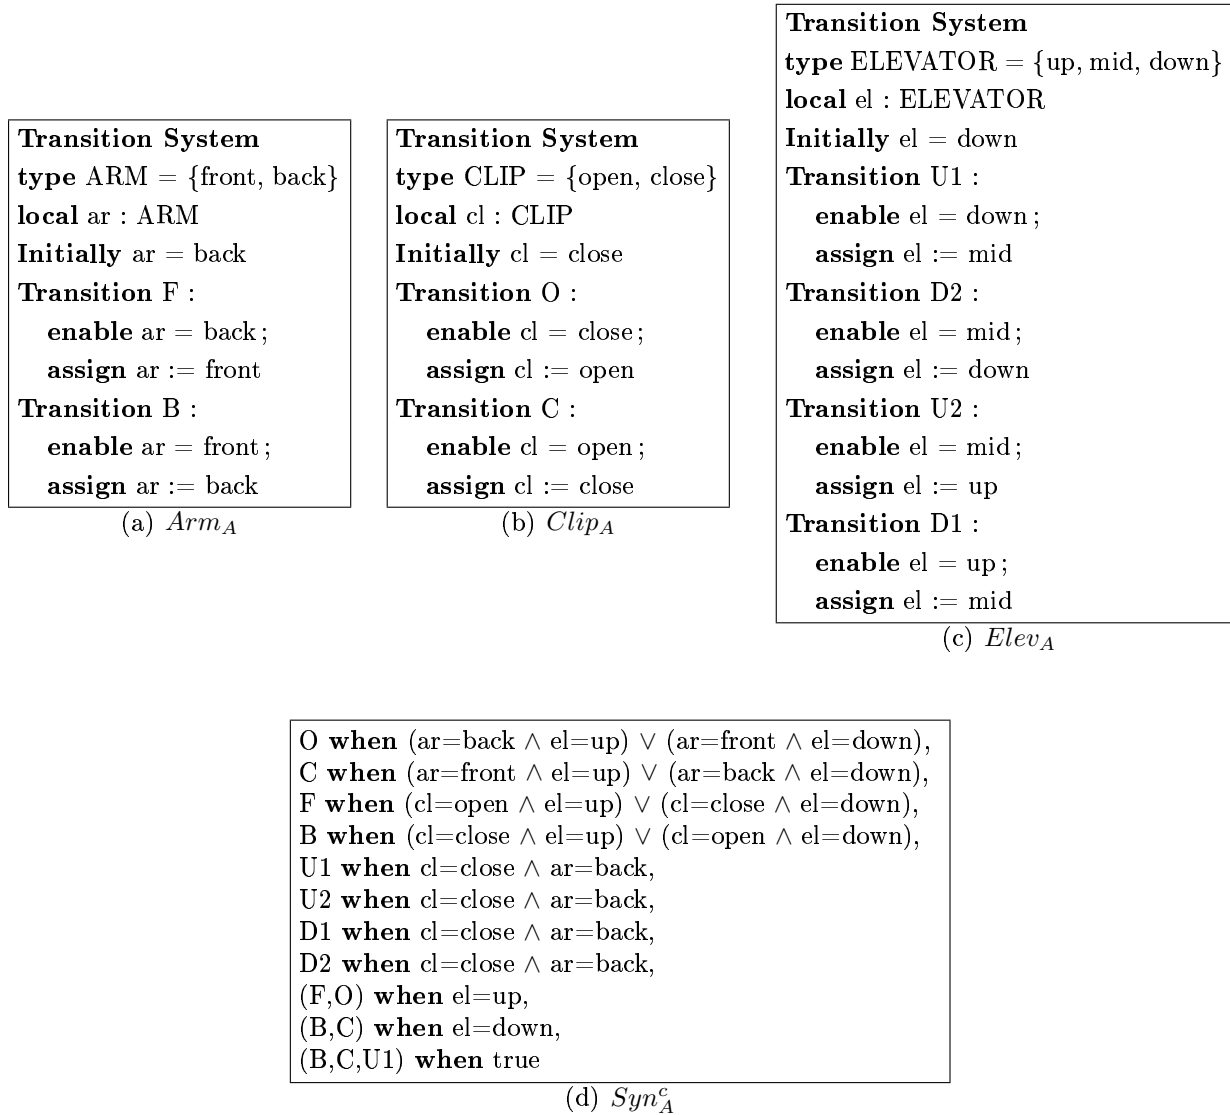 Transition System
type ARM = {front, back}
local ar : ARM
Initially ar = back
Transition F :
enable ar = back ;
assign ar := front
Transition B :
enable ar = front ;
assign ar := back
(a) Arm_A
Transition System
type CLIP = {open, close}
local cl : CLIP
Initially cl = close
Transition O :
enable cl = close ;
assign cl := open
Transition C :
enable cl = open ;
assign cl := close
(b) Clip_A
Transition System
type ELEVATOR = {up, mid, down}
local el : ELEVATOR
Initially el = down
Transition U1 :
enable el = down ;
assign el := mid
Transition D2 :
enable el = mid ;
assign el := down
Transition U2 :
enable el = mid ;
assign el := up
Transition D1 :
enable el = up ;
assign el := mid
(c) Elev_A
O when (ar=back ∧ el=up) ∨ (ar=front ∧ el=down),
C when (ar=front ∧ el=up) ∨ (ar=back ∧ el=down),
F when (cl=open ∧ el=up) ∨ (cl=close ∧ el=down),
B when (cl=close ∧ el=up) ∨ (cl=open ∧ el=down),
U1 when cl=close ∧ ar=back,
U2 when cl=close ∧ ar=back,
D1 when cl=close ∧ ar=back,
D2 when cl=close ∧ ar=back,
(F,O) when el=up,
(B,C) when el=down,
(B,C,U1) when true
(d) Syn_A^c